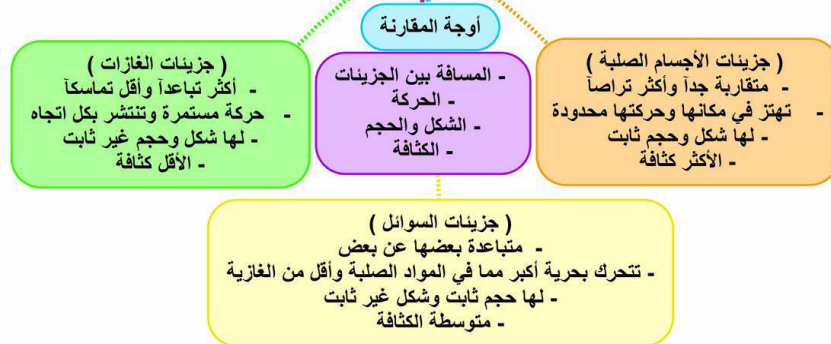 أوجة المقارنة
( جزيئات الأجسام الصلبة )
- متقاربة جداً وأكثر تراصاً
- تهتز في مكانها وحركتها محدودة
- لها شكل وحجم ثابت
- الأكثر كثافة
- المسافة بين الجزيئات
- الحركة
- الشكل والحجم
- الكثافة
( جزيئات الغازات )
- أكثر تباعداً وأقل تماسكاً
- حركة مستمرة وتنتشر بكل اتجاه
- لها شكل وحجم غير ثابت
- الأقل كثافة
( جزيئات السوائل )
- متباعدة بعضها عن بعض
- تتحرك بحرية أكبر مما في المواد الصلبة وأقل من الغازية
- لها حجم ثابت وشكل غير ثابت
- متوسطة الكثافة